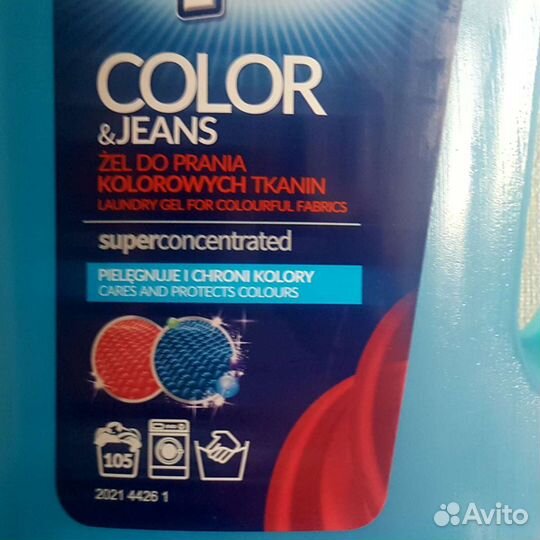 COLOR
&JEANS
ŻEL DO PRANIA
KOLOROWYCH TKANIN
LAUNDRY GEL FOR COLOURFUL FABRICS
superconcentrated
PIELĘGNUJE I CHRONI KOLORY
CARES AND PROTECTS COLOURS
105
2021 4426 1
Avito